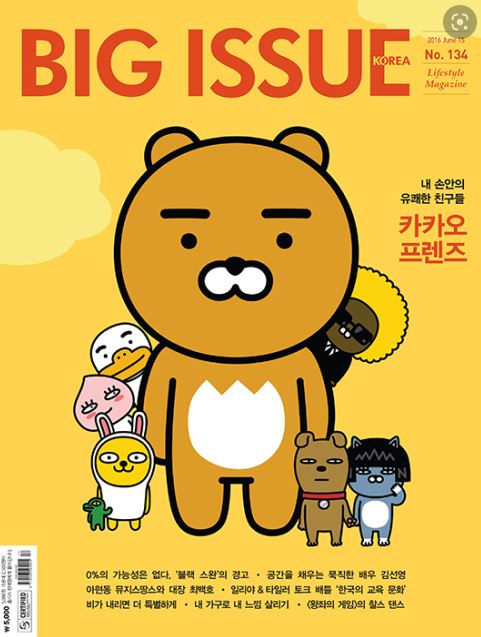 BIG ISSUE
KOREA
2016 June 15
No. 134
Lifestyle
Magazine
내 손안의
유쾌한 친구들
카카오
프렌즈
0%의 가능성은 없다, '블랙 스완'의 경고 • 공간을 채우는 묵직한 배우 김선영
아현동 뮤지스땅스와 대장 최백호 • 일리야 & 타일러 토크 배틀 '한국의 교육 문화'
비가 내리면 더 특별하게 • 내 가구로 내 느낌 살리기 • 〈왕좌의 게임〉의 찰스 댄스
₩ 5,000
CERTIFIED